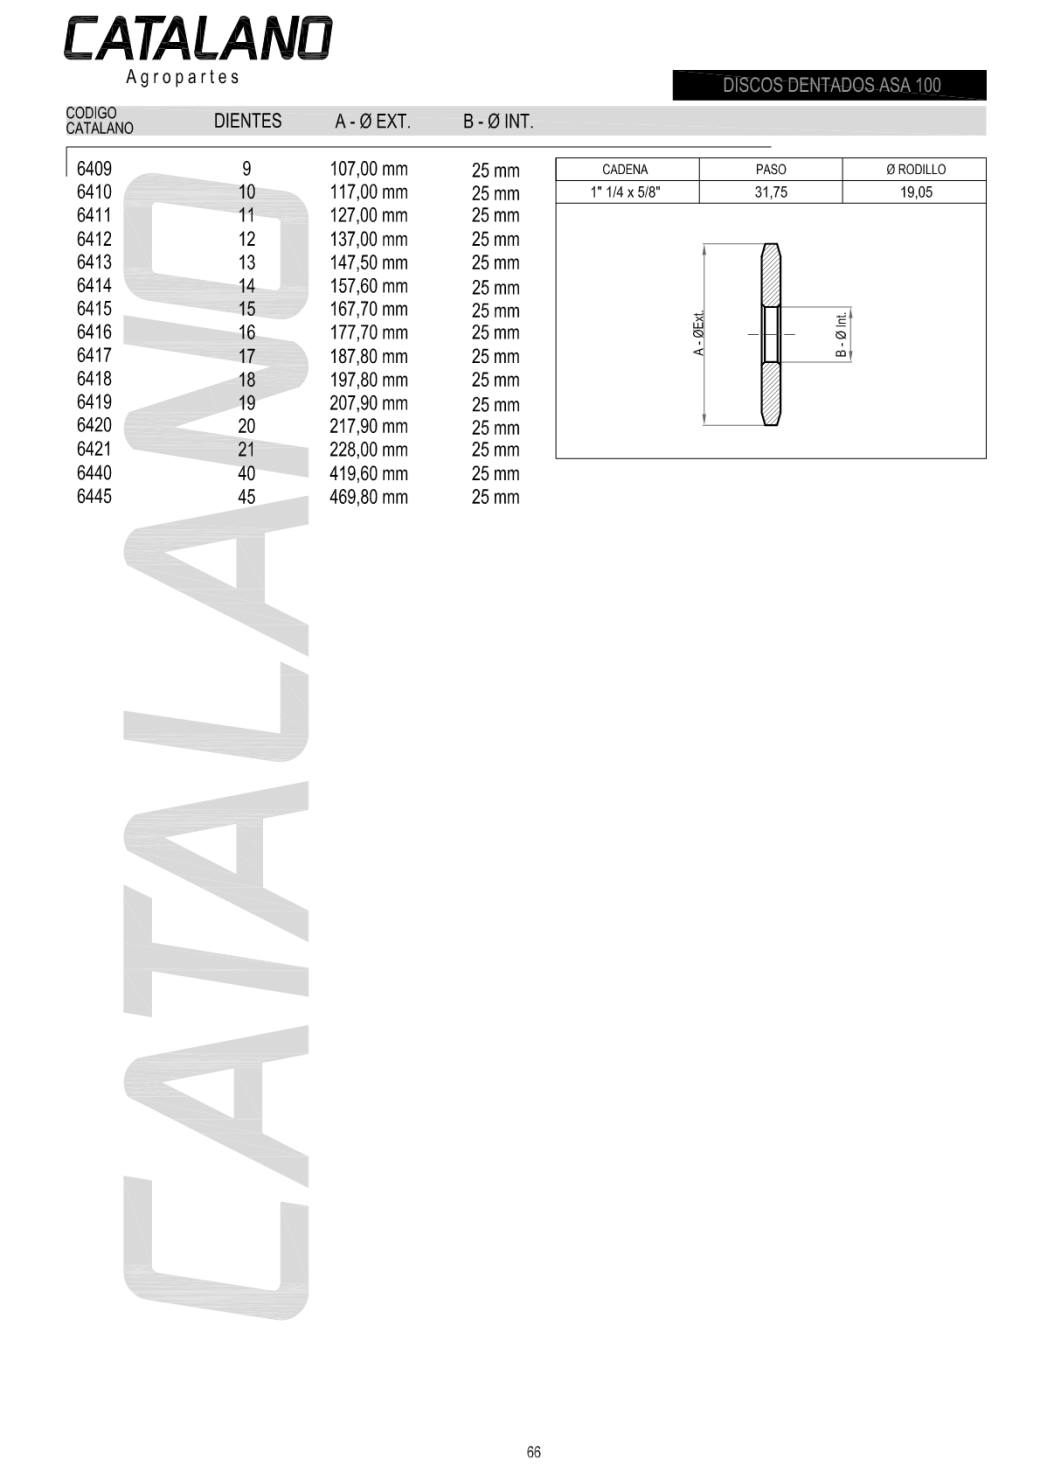 CATALANO
Agropartes
DISCOS DENTADOS ASA 100
CODIGO CATALANO DIENTES A - Ø EXT. B - Ø INT.
6409 9 107,00 mm 25 mm
6410 10 117,00 mm 25 mm
6411 11 127,00 mm 25 mm
6412 12 137,00 mm 25 mm
6413 13 147,50 mm 25 mm
6414 14 157,60 mm 25 mm
6415 15 167,70 mm 25 mm
6416 16 177,70 mm 25 mm
6417 17 187,80 mm 25 mm
6418 18 197,80 mm 25 mm
6419 19 207,90 mm 25 mm
6420 20 217,90 mm 25 mm
6421 21 228,00 mm 25 mm
6440 40 419,60 mm 25 mm
6445 45 469,80 mm 25 mm
CADENA PASO Ø RODILLO
1" 1/4 x 5/8" 31,75 19,05
A - ØExt.
B - Ø Int.
CATALANO
66